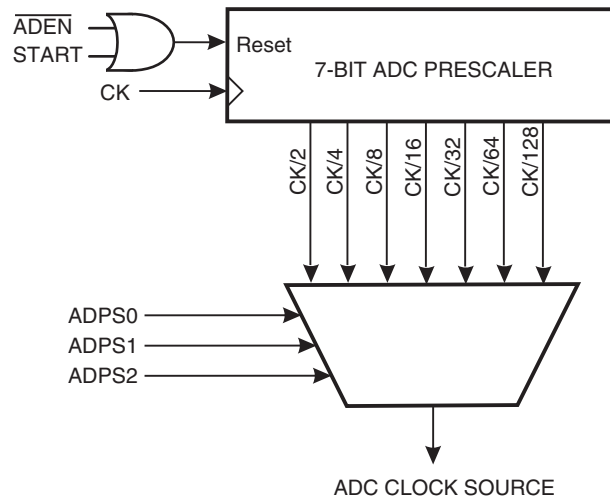 ADEN
START
Reset
7-BIT ADC PRESCALER
CK
CK/2
CK/4
CK/8
CK/16
CK/32
CK/64
CK/128
ADPS0
ADPS1
ADPS2
ADC CLOCK SOURCE